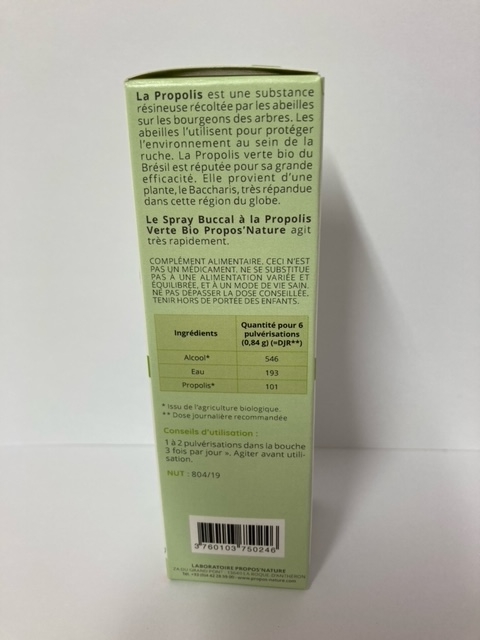 La Propolis est une substance
résineuse récoltée par les abeilles
sur les bourgeons des arbres. Les
abeilles l'utilisent pour protéger
l'environnement au sein de la
ruche. La Propolis verte bio du
Brésil est réputée pour sa grande
efficacité. Elle provient d'une
plante, le Baccharis, très répandue
dans cette région du globe.
Le Spray Buccal à la Propolis
Verte Bio Propos'Nature agit
très rapidement.
COMPLÉMENT ALIMENTAIRE, CECI N'EST
PAS UN MÉDICAMENT. NE SE SUBSTITUE
PAS À UNE ALIMENTATION VARIÉE ET
ÉQUILIBRÉE, ET À UN MODE DE VIE SAIN.
NE PAS DÉPASSER LA DOSE CONSEILLÉE.
TENIR HORS DE PORTÉE DES ENFANTS.
Ingrédients Quantité pour 6
pulvérisations
(0,84 g) (=DJR**)
Alcool* 546
Eau 193
Propolis* 101
* Issu de l'agriculture biologique.
** Dose journalière recommandée
Conseils d'utilisation :
1 à 2 pulvérisations dans la bouche
3 fois par jour ». Agiter avant utili-
sation.
NUT : 804/19
3 760103 750246
LABORATOIRE PROPOS'NATURE
www.propos-nature.com